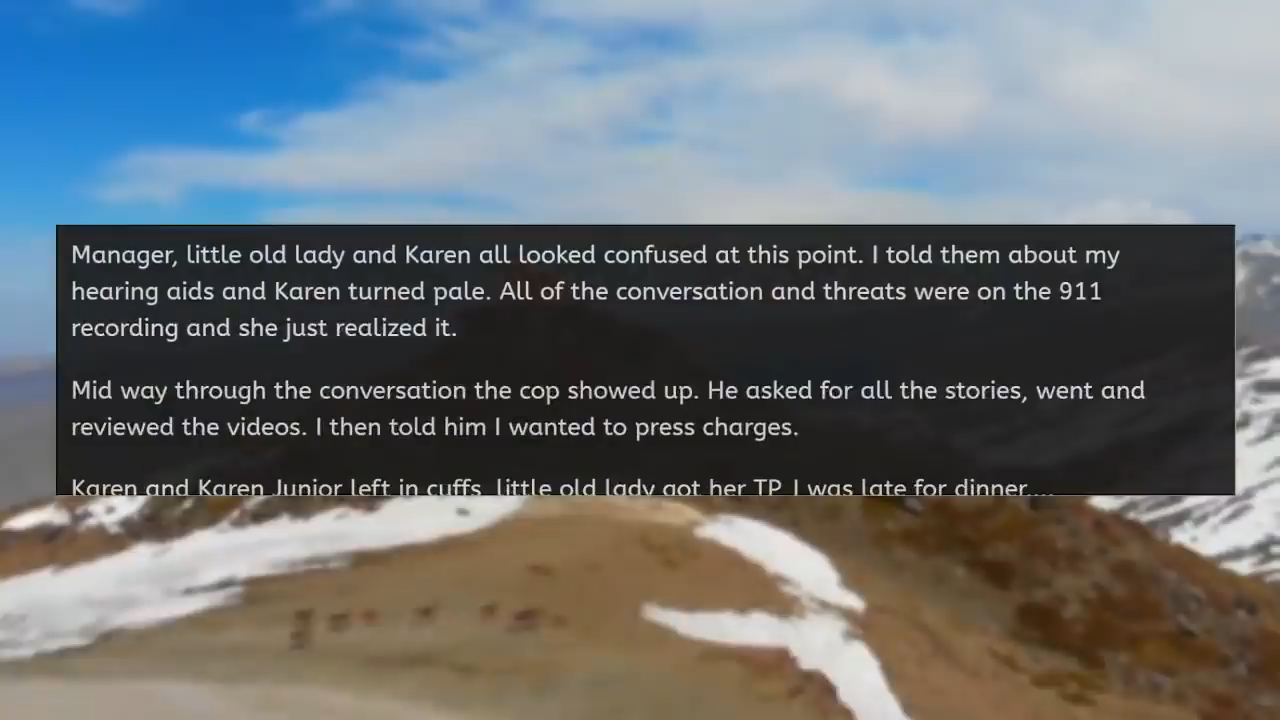 Manager, little old lady and Karen all looked confused at this point. I told them about my
hearing aids and Karen turned pale. All of the conversation and threats were on the 911
recording and she just realized it.
Mid way through the conversation the cop showed up. He asked for all the stories, went and
reviewed the videos. I then told him I wanted to press charges.
Karen and Karen Junior left in cuffs, little old lady got her TP, I was late for dinner....